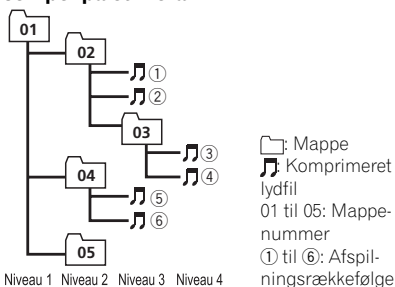 01
02
①
②
03
③
④
04
⑤
⑥
05
Niveau 1 Niveau 2 Niveau 3 Niveau 4
: Mappe
: Komprimeret
lydfil
01 til 05: Mappe-
nummer
① til ⑥: Afspil-
ningsrækkefølge